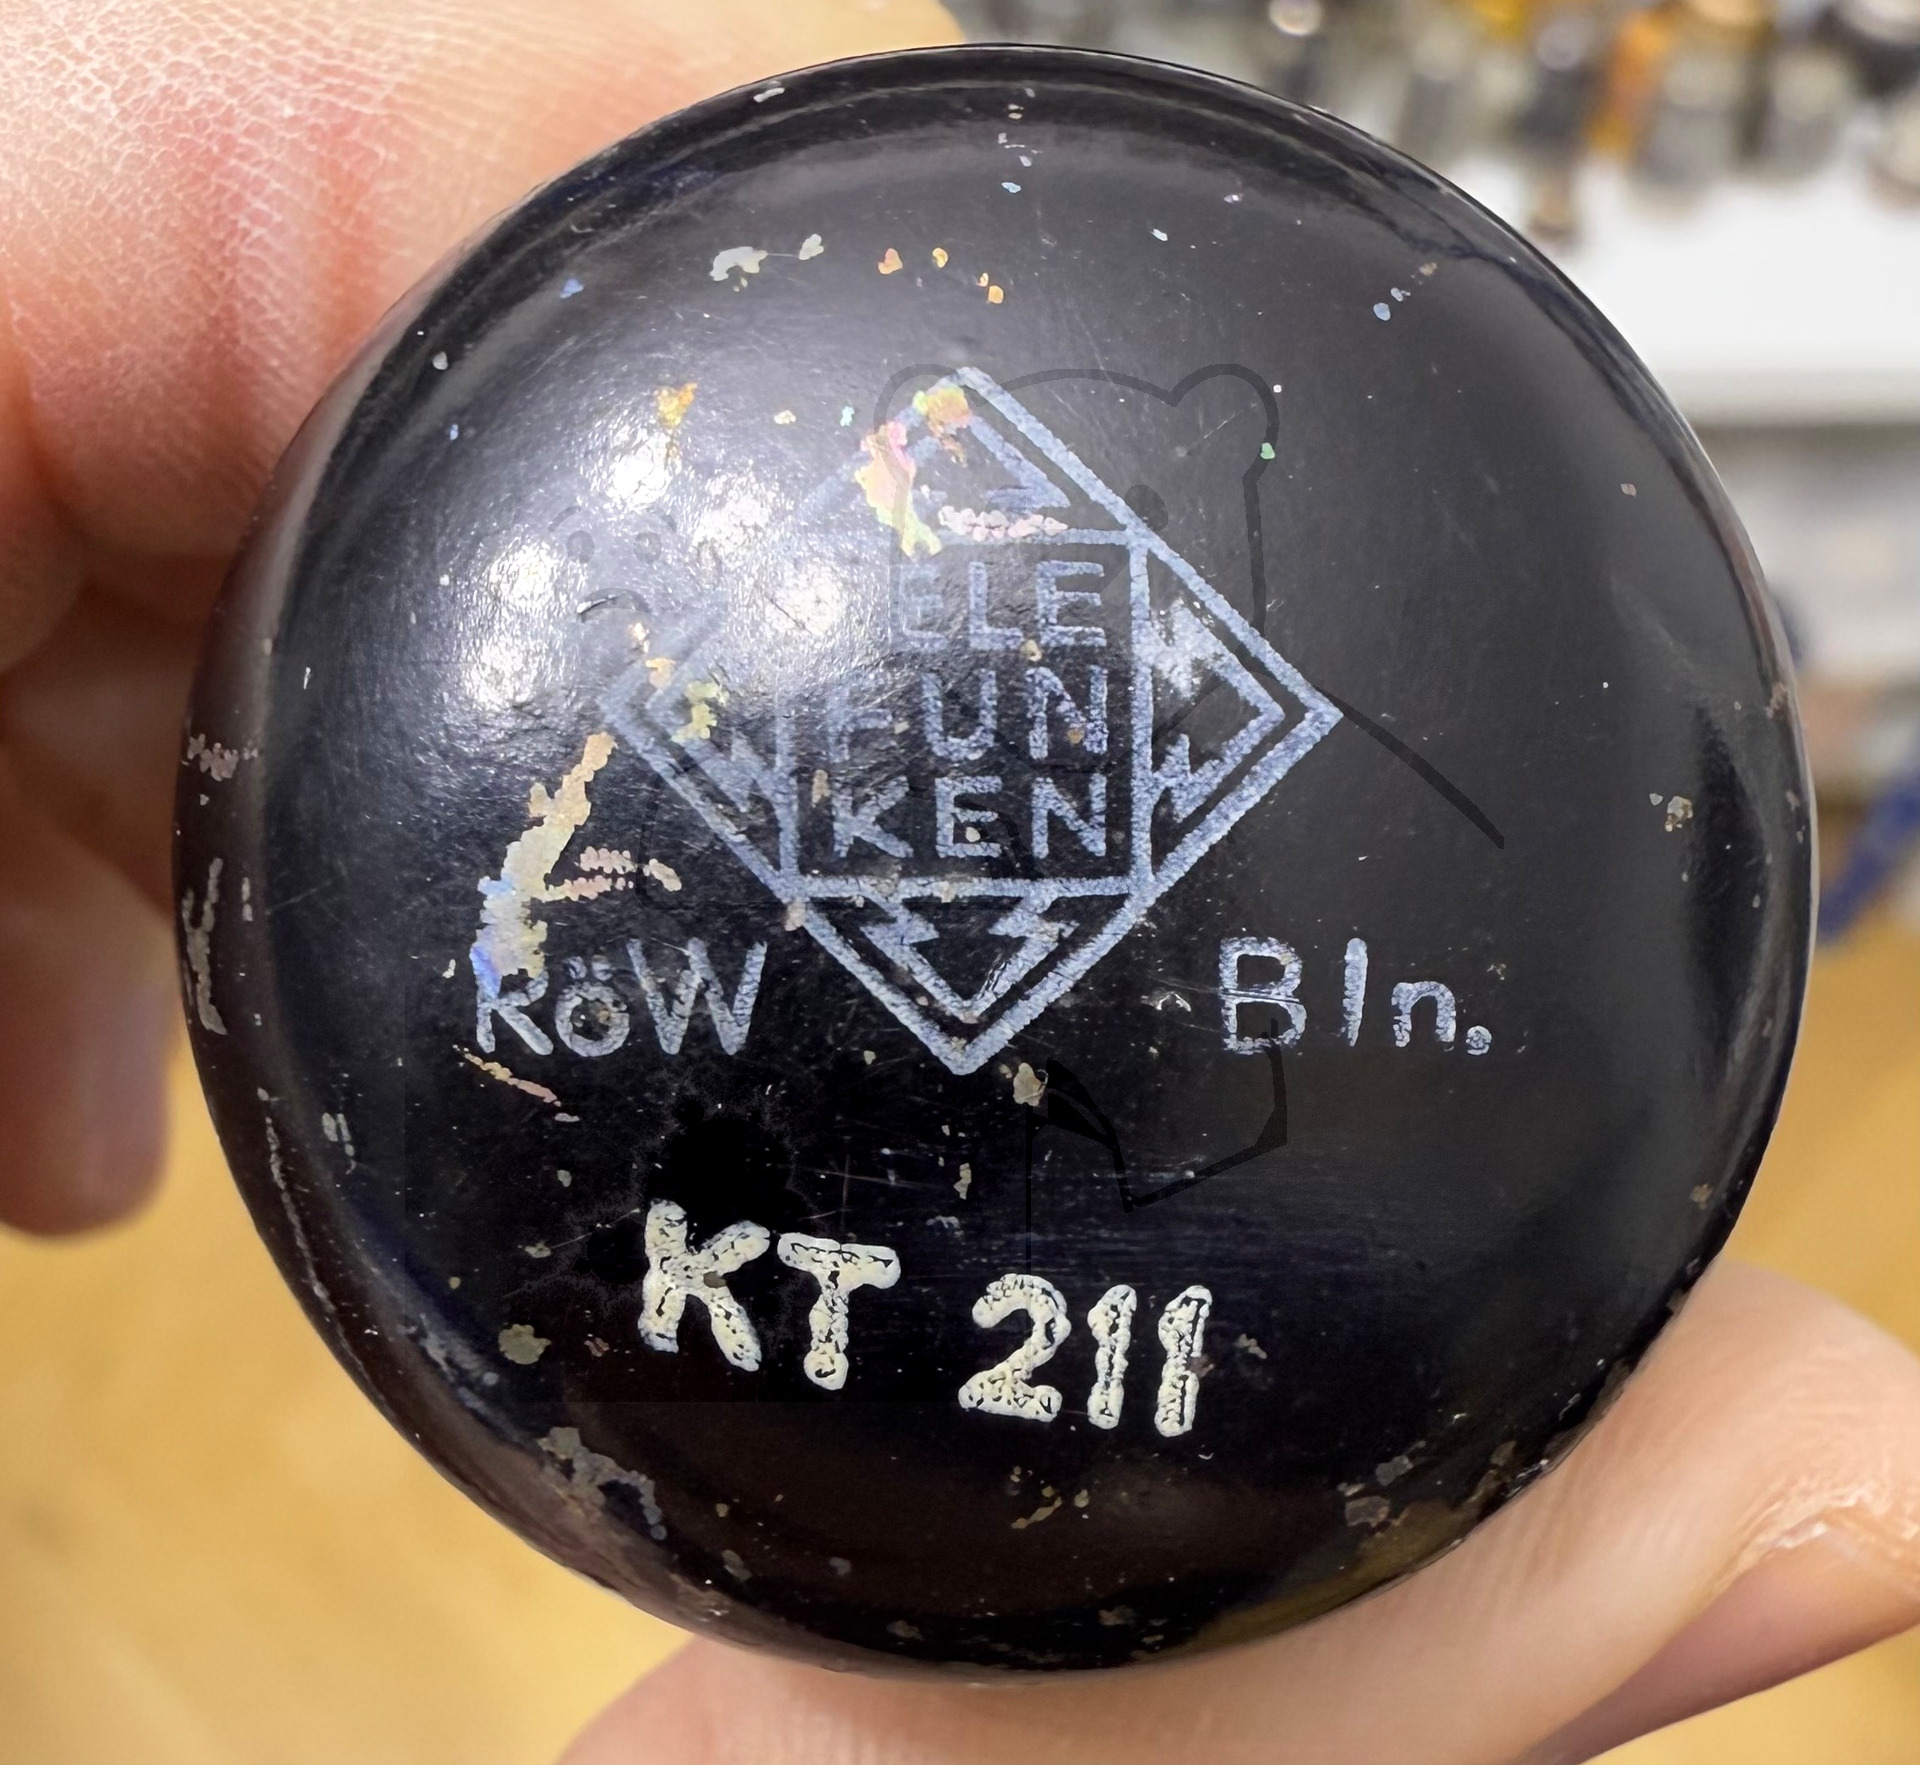 TELE
FUN
KEN
RöW Bln.
KT 211